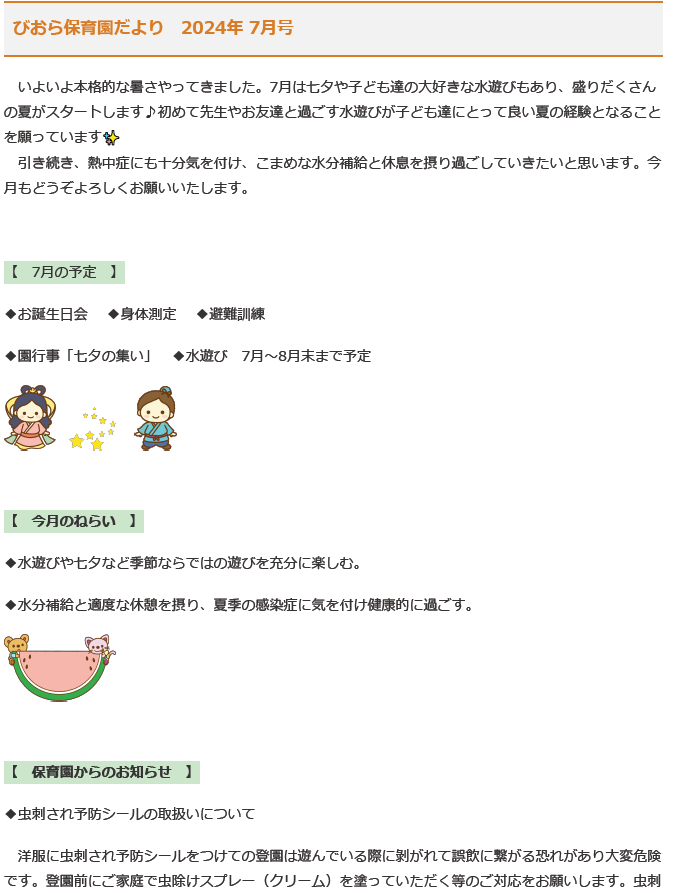 びおら保育園だより　2024年 7月号
　いよいよ本格的な暑さやってきました。7月は七夕や子ども達の大好きな水遊びもあり、盛りだくさん
の夏がスタートします♪初めて先生やお友達と過ごす水遊びが子ども達にとって良い夏の経験となること
を願っています✨
　引き続き、熱中症にも十分気を付け、こまめな水分補給と休息を摂り過ごしていきたいと思います。今
月もどうぞよろしくお願いいたします。
【　7月の予定　】
◆お誕生日会　 ◆身体測定　 ◆避難訓練
◆園行事「七夕の集い」　 ◆水遊び　7月～8月末まで予定
【　今月のねらい　】
◆水遊びや七夕など季節ならではの遊びを充分に楽しむ。
◆水分補給と適度な休憩を摂り、夏季の感染症に気を付け健康的に過ごす。
【　保育園からのお知らせ　】
◆虫刺され予防シールの取扱いについて
　洋服に虫刺され予防シールをつけての登園は遊んでいる際に剝がれて誤飲に繋がる恐れがあり大変危険
です。登園前にご家庭で虫除けスプレー（クリーム）を塗っていただく等のご対応をお願いします。虫刺